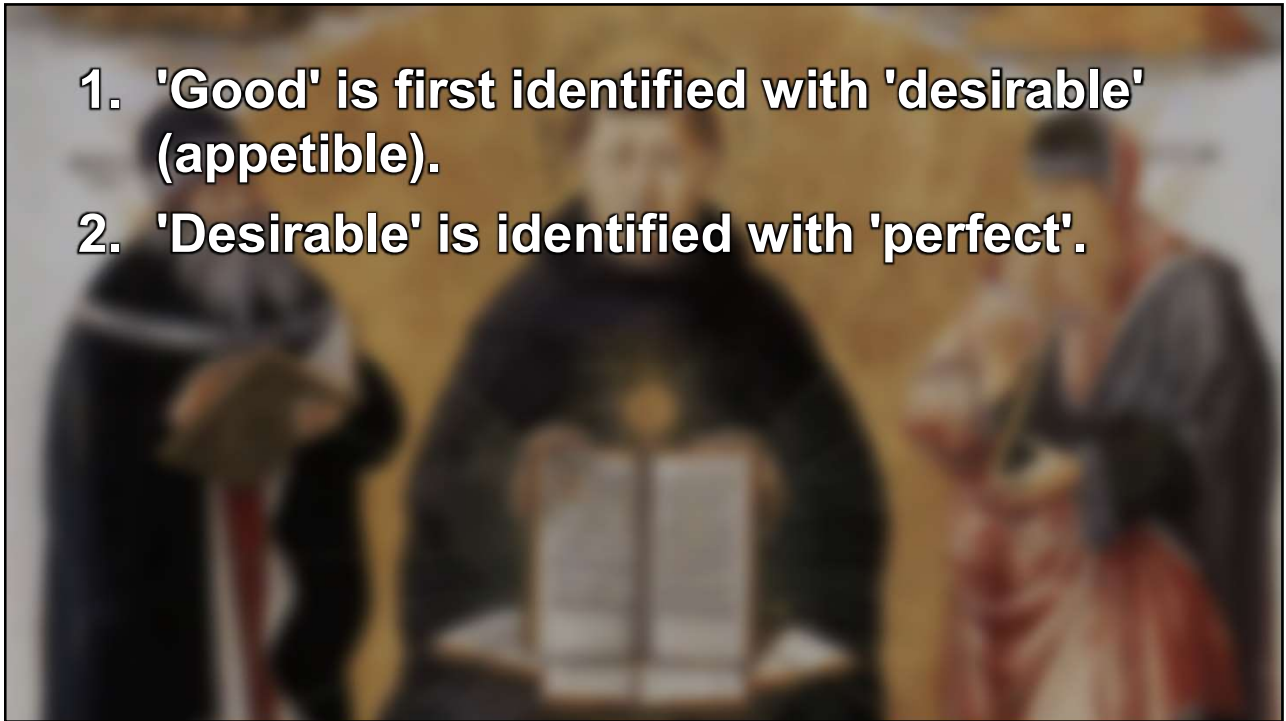 1. 'Good' is first identified with 'desirable'
(appetible).
2. 'Desirable' is identified with 'perfect'.